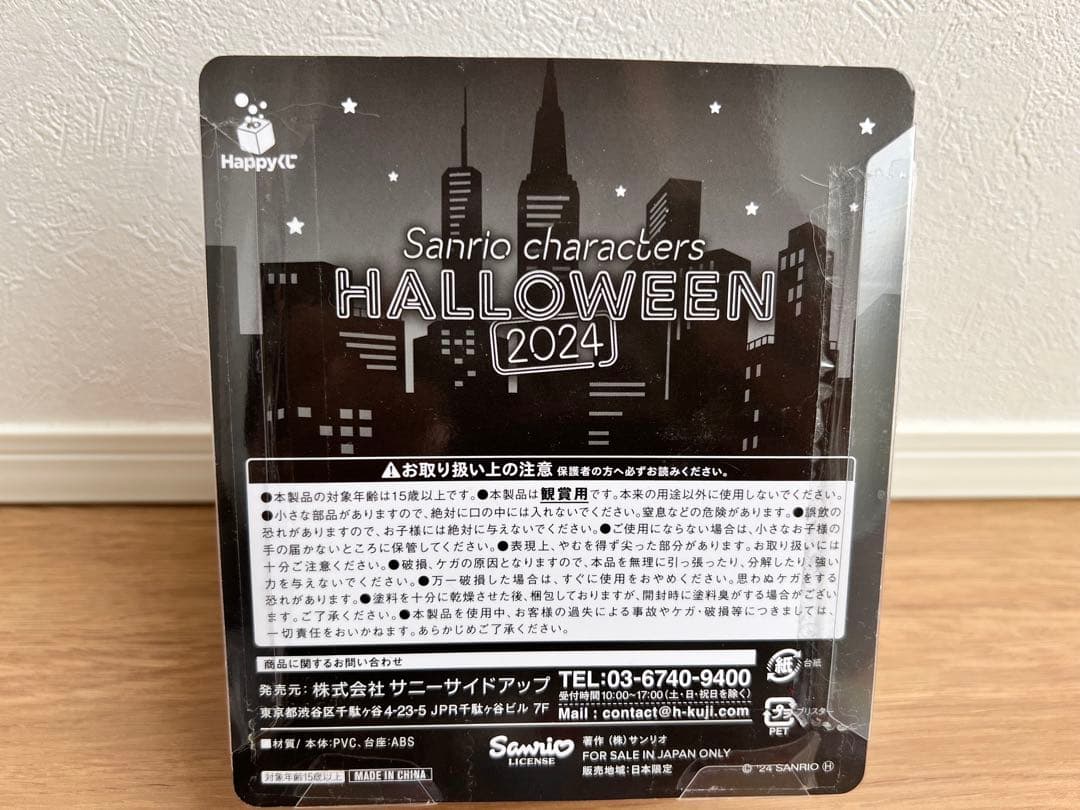 Happyくじ
Sanrio characters
HALLOWEEN
2024
お取り扱い上の注意 保護者の方へ必ずお読みください。
●本製品の対象年齢は15歳以上です。●本製品は観賞用です。本来の用途以外に使用しないでください。
●小さな部品がありますので、絶対に口の中には入れないでください。窒息などの危険があります。●誤飲の
恐れがありますので、お子様には絶対に与えないでください。●ご使用にならない場合は、小さなお子様の
手の届かないところに保管してください。●表現上、やむを得ず尖った部分があります。お取り扱いには
十分ご注意ください。●破損、ケガの原因となりますので、本品を無理に引っ張ったり、分解したり、強い
力を与えないでください。●万一破損した場合は、すぐに使用をおやめください。思わぬケガをする
恐れがあります。●塗料を十分に乾燥させた後、梱包しておりますが、開封時に塗料臭がする場合がござい
ます。ご了承ください。●本製品を使用中、お客様の過失による事故やケガ・破損等につきましては、
一切責任をおいかねます。あらかじめご了承ください。
商品に関するお問い合わせ
発売元: 株式会社 サニーサイドアップ
東京都渋谷区千駄ヶ谷4-23-5 JPR千駄ヶ谷ビル 7F
TEL:03-6740-9400
受付時間10:00~17:00(土・日・祝日を除く)
Mail : contact@h-kuji.com
紙 台紙
プラ ブリスター
PET
■材質/ 本体:PVC、台座:ABS
対象年齢15歳以上 MADE IN CHINA
Sanrio
LICENSE
著作 (株) サンリオ
FOR SALE IN JAPAN ONLY
販売地域: 日本限定
© '24 SANRIO Ⓗ